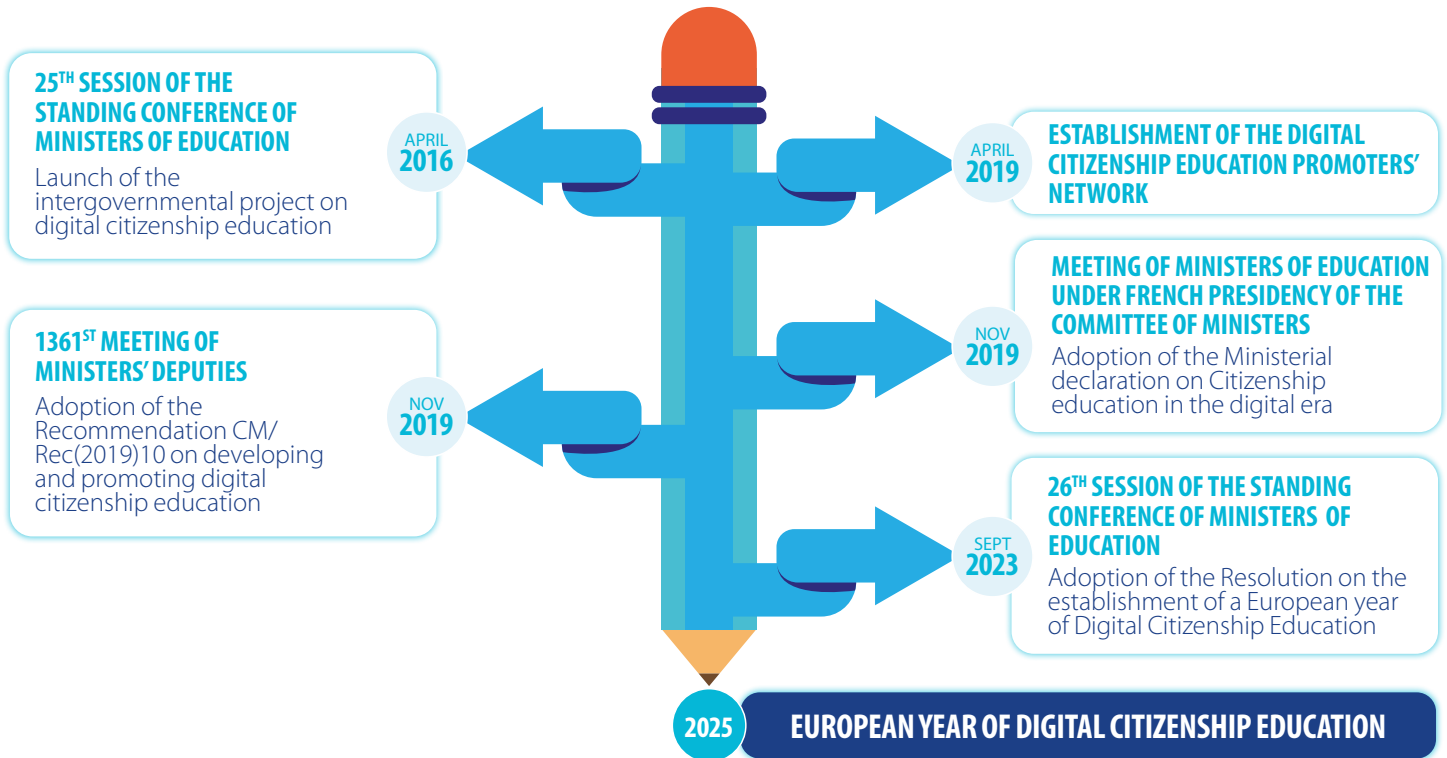 25TH SESSION OF THE
STANDING CONFERENCE OF
MINISTERS OF EDUCATION
Launch of the
intergovernmental project on
digital citizenship education
APRIL
2016
APRIL
2019
ESTABLISHMENT OF THE DIGITAL
CITIZENSHIP EDUCATION PROMOTERS’
NETWORK
NOV
2019
MEETING OF MINISTERS OF EDUCATION
UNDER FRENCH PRESIDENCY OF THE
COMMITTEE OF MINISTERS
Adoption of the Ministerial
declaration on Citizenship
education in the digital era
1361ST MEETING OF
MINISTERS’ DEPUTIES
Adoption of the
Recommendation CM/
Rec(2019)10 on developing
and promoting digital
citizenship education
NOV
2019
SEPT
2023
26TH SESSION OF THE STANDING
CONFERENCE OF MINISTERS OF
EDUCATION
Adoption of the Resolution on the
establishment of a European year
of Digital Citizenship Education
2025
EUROPEAN YEAR OF DIGITAL CITIZENSHIP EDUCATION